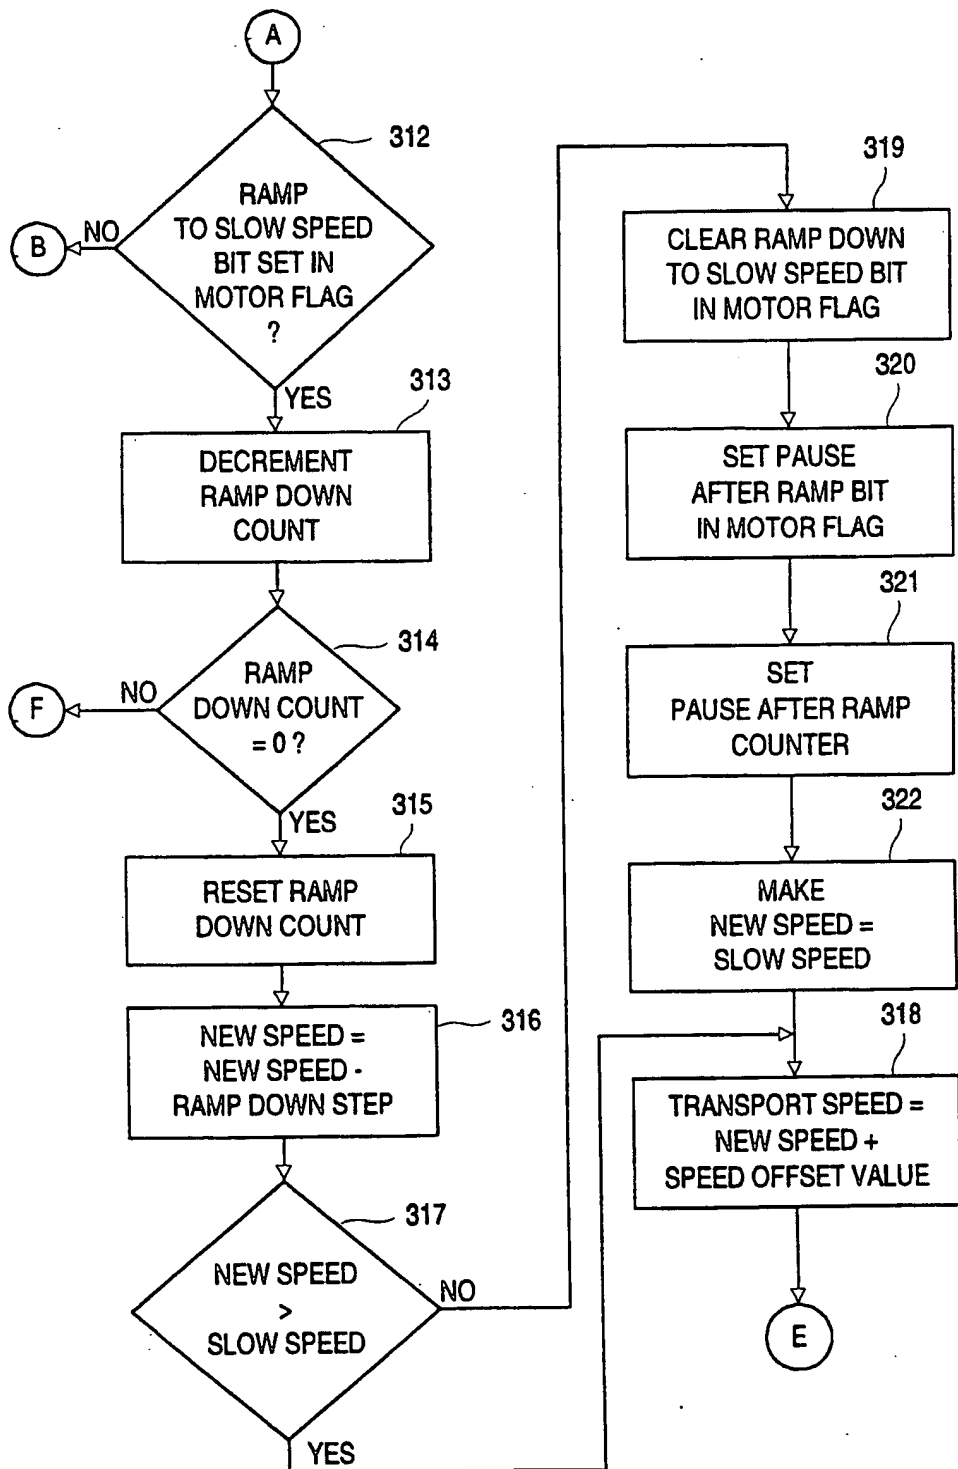 A
312
RAMP
TO SLOW SPEED
BIT SET IN
MOTOR FLAG
?
NO
B
YES
313
DECREMENT
RAMP DOWN
COUNT
314
RAMP
DOWN COUNT
= 0 ?
NO
F
YES
315
RESET RAMP
DOWN COUNT
316
NEW SPEED =
NEW SPEED -
RAMP DOWN STEP
317
NEW SPEED
>
SLOW SPEED
NO
YES
319
CLEAR RAMP DOWN
TO SLOW SPEED BIT
IN MOTOR FLAG
320
SET PAUSE
AFTER RAMP BIT
IN MOTOR FLAG
321
SET
PAUSE AFTER RAMP
COUNTER
322
MAKE
NEW SPEED =
SLOW SPEED
318
TRANSPORT SPEED =
NEW SPEED +
SPEED OFFSET VALUE
E